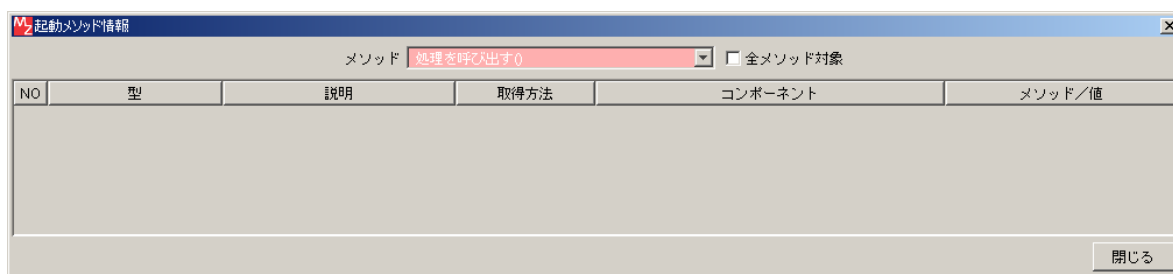 MZ 起動メソッド情報
メソッド 処理を呼び出す() 全メソッド対象
NO 型 説明 取得方法 コンポーネント メソッド／値
閉じる